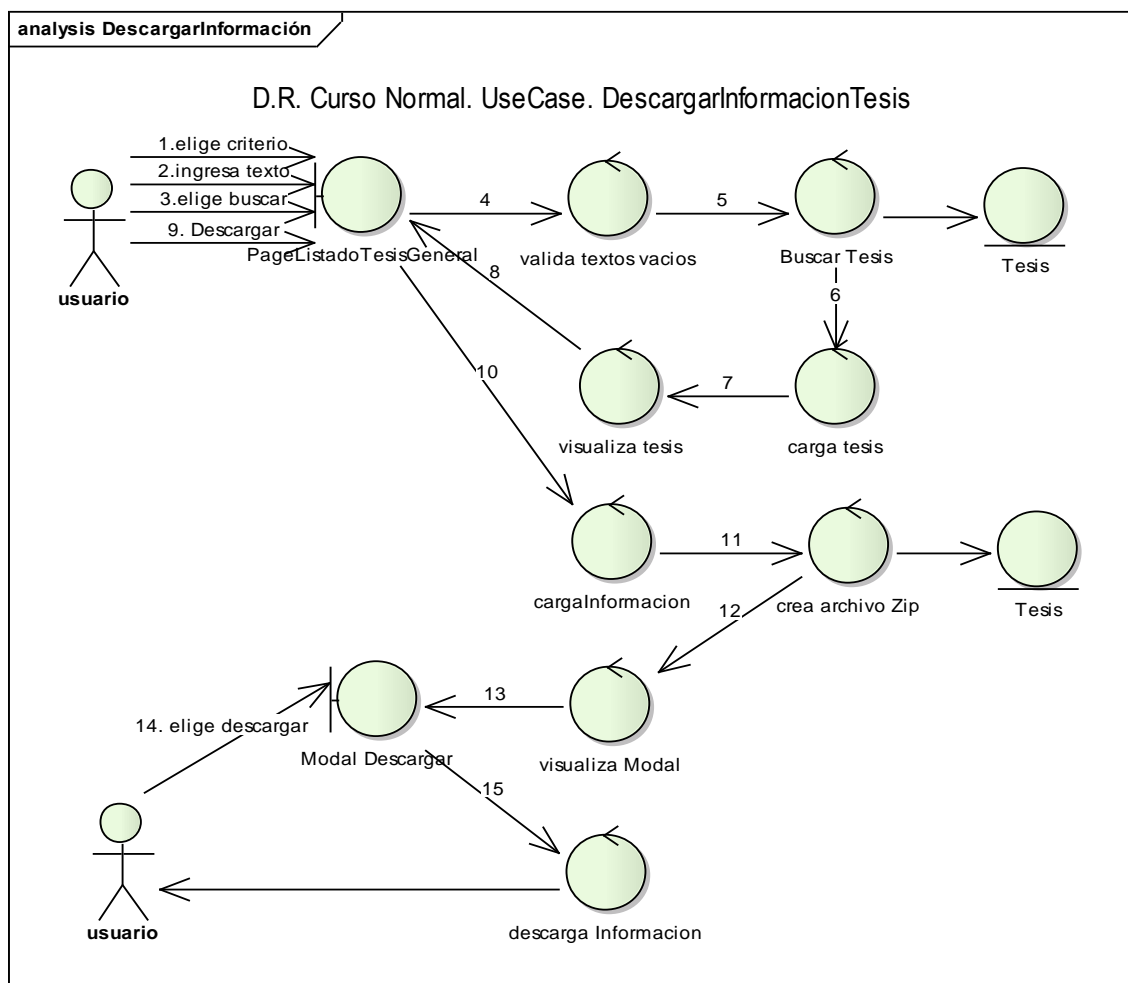 analysis DescargarInformación
D.R. Curso Normal. UseCase. DescargarInformacionTesis
1.elige criterio
2.ingresa texto
3.elige buscar
9. Descargar
usuario
PageListadoTesisGeneral
4
valida textos vacios
5
Buscar Tesis
Tesis
8
6
10
7
visualiza tesis
carga tesis
11
cargaInformacion
crea archivo Zip
Tesis
12
13
14. elige descargar
Modal Descargar
visualiza Modal
15
usuario
descarga Informacion